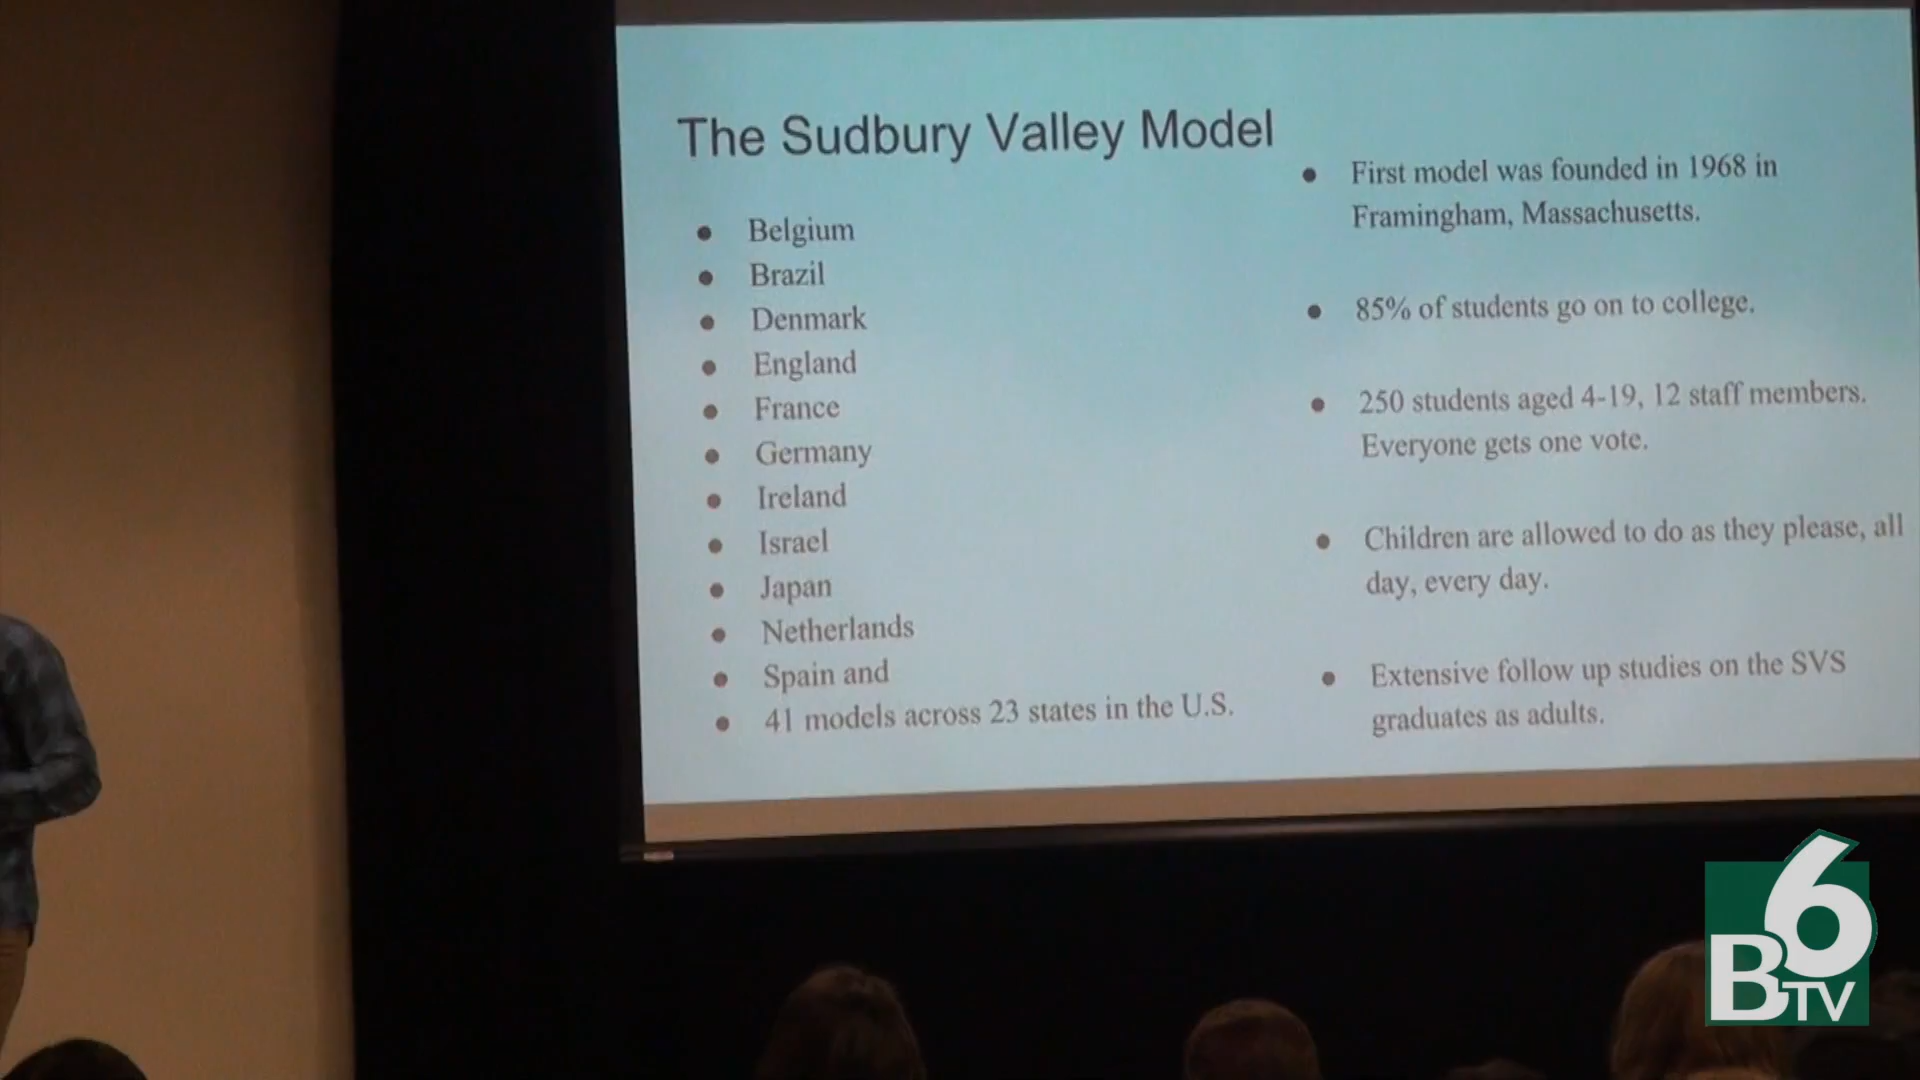 The Sudbury Valley Model
Belgium
Brazil
Denmark
England
France
Germany
Ireland
Israel
Japan
Netherlands
Spain and
41 models across 23 states in the U.S.
First model was founded in 1968 in
Framingham, Massachusetts.
85% of students go on to college.
250 students aged 4-19, 12 staff members.
Everyone gets one vote.
Children are allowed to do as they please, all
day, every day.
Extensive follow up studies on the SVS
graduates as adults.
6
BTV